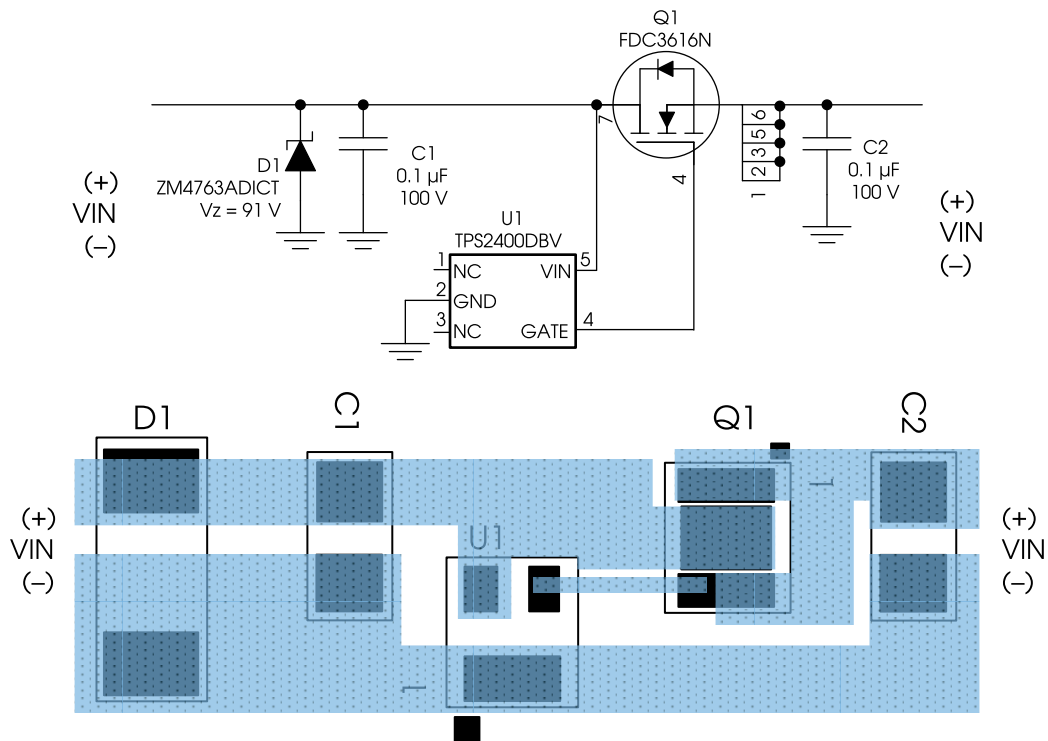 Q1
FDC3616N
7
4
6
5
3
2
1
D1
ZM4763ADICT
Vz = 91 V
C1
0.1 µF
100 V
C2
0.1 µF
100 V
(+)
VIN
(–)
(+)
VIN
(–)
U1
TPS2400DBV
1
NC
VIN
5
2
GND
3
NC
GATE
4
D1
C1
Q1
C2
1
(+)
VIN
(–)
U1
(+)
VIN
(–)
1